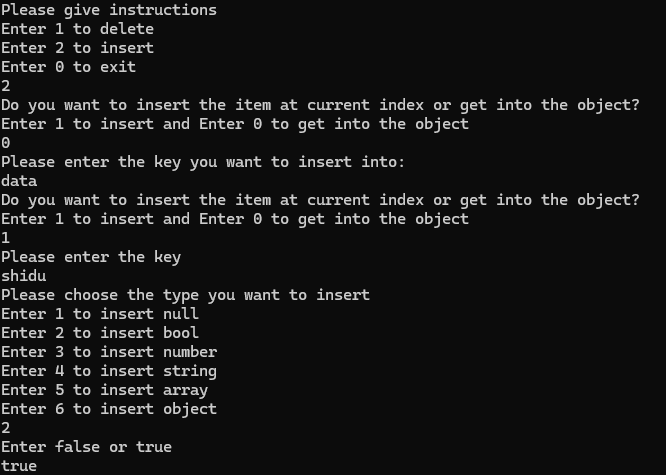 Please give instructions
Enter 1 to delete
Enter 2 to insert
Enter 0 to exit
2
Do you want to insert the item at current index or get into the object?
Enter 1 to insert and Enter 0 to get into the object
0
Please enter the key you want to insert into:
data
Do you want to insert the item at current index or get into the object?
Enter 1 to insert and Enter 0 to get into the object
1
Please enter the key
shidu
Please choose the type you want to insert
Enter 1 to insert null
Enter 2 to insert bool
Enter 3 to insert number
Enter 4 to insert string
Enter 5 to insert array
Enter 6 to insert object
2
Enter false or true
true